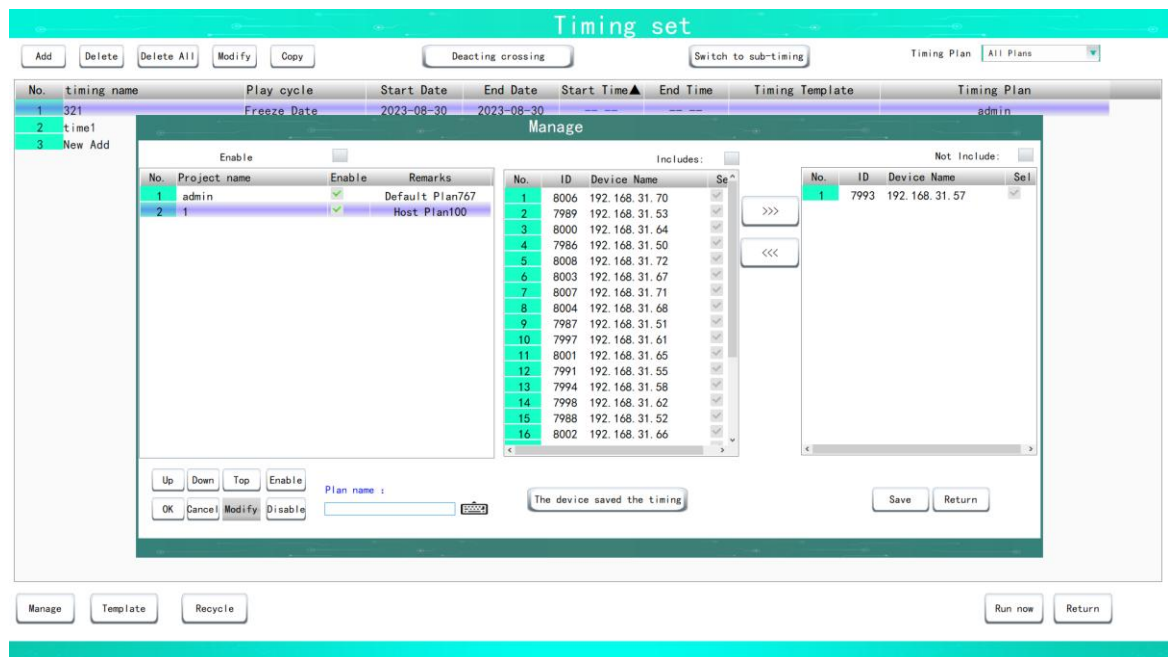 Timing set
Add Delete Delete All Modify Copy Deacting crossing Switch to sub-timing Timing Plan All Plans
No. timing name Play cycle Start Date End Date Start Time▲ End Time Timing Template Timing Plan
1 321 Freeze Date 2023-08-30 2023-08-30 -- -- -- -- admin
2 time1
3 New Add
Manage
Enable Includes: Not Include:
No. Project name Enable Remarks
1 admin Default Plan767
2 1 Host Plan100
No. ID Device Name Se
1 8006 192.168.31.70
2 7989 192.168.31.53
3 8000 192.168.31.64
4 7986 192.168.31.50
5 8008 192.168.31.72
6 8003 192.168.31.67
7 8007 192.168.31.71
8 8004 192.168.31.68
9 7987 192.168.31.51
10 7997 192.168.31.61
11 8001 192.168.31.65
12 7991 192.168.31.55
13 7994 192.168.31.58
14 7998 192.168.31.62
15 7988 192.168.31.52
16 8002 192.168.31.66
>>>
<<<
No. ID Device Name Sel
1 7993 192.168.31.57
Up Down Top Enable
OK Cancel Modify Disable
Plan name :
The device saved the timing
Save Return
Manage Template Recycle Run now Return